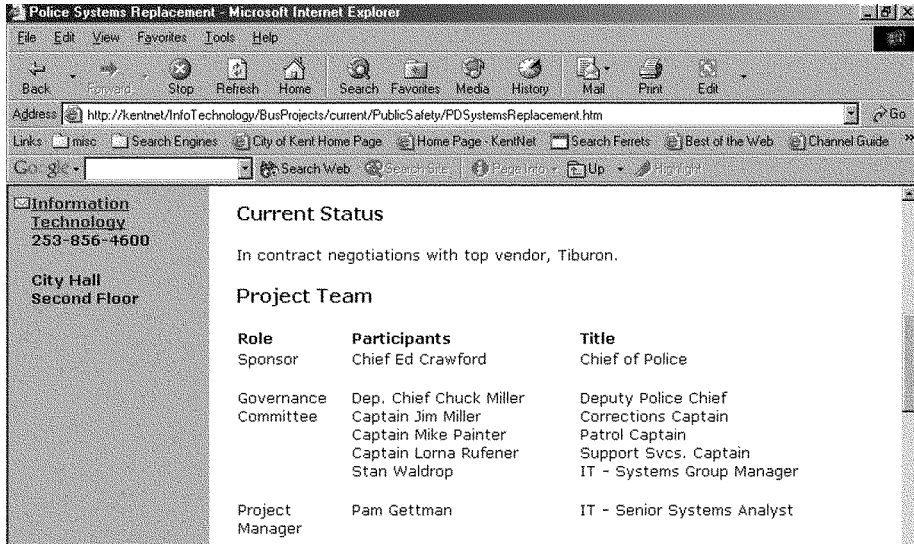 Police Systems Replacement - Microsoft Internet Explorer
File Edit View Favorites Tools Help
Back Forward Stop Refresh Home Search Favorites Media History Mail Print Edit
Address http://kentnet/InfoTechnology/BusProjects/current/PublicSafety/PDSystemsReplacement.htm Go
Links misc Search Engines City of Kent Home Page Home Page - KentNet Search Ferrets Best of the Web Channel Guide »
Google Search Web Search Site Page Info Up Highlight
Information
Technology
253-856-4600
City Hall
Second Floor
Current Status
In contract negotiations with top vendor, Tiburon.
Project Team
Role Participants Title
Sponsor Chief Ed Crawford Chief of Police
Governance Dep. Chief Chuck Miller Deputy Police Chief
Committee Captain Jim Miller Corrections Captain
Captain Mike Painter Patrol Captain
Captain Lorna Rufener Support Svcs. Captain
Stan Waldrop IT - Systems Group Manager
Project Pam Gettman IT - Senior Systems Analyst
Manager